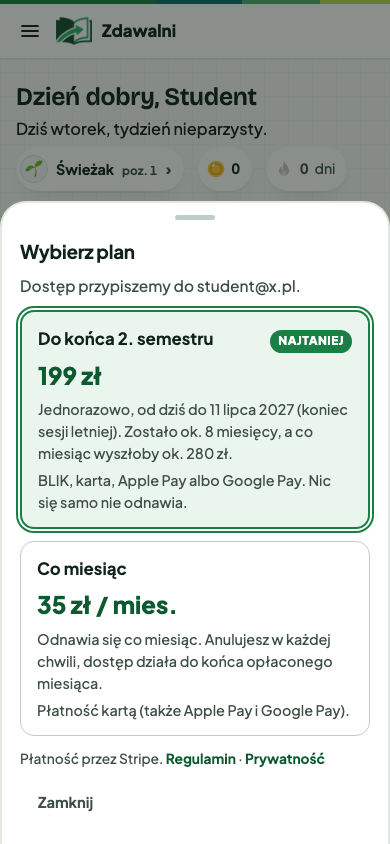 Zdawalni
Dzień dobry, Student
Dziś wtorek, tydzień nieparzysty.
Świeżak poz. 1 › 0 0 dni
Wybierz plan
Dostęp przypiszemy do student@x.pl.
Do końca 2. semestru NAJTANIEJ
199 zł
Jednorazowo, od dziś do 11 lipca 2027 (koniec
sesji letniej). Zostało ok. 8 miesięcy, a co
miesiąc wyszłoby ok. 280 zł.
BLIK, karta, Apple Pay albo Google Pay. Nic
się samo nie odnawia.
Co miesiąc
35 zł / mies.
Odnawia się co miesiąc. Anulujesz w każdej
chwili, dostęp działa do końca opłaconego
miesiąca.
Płatność kartą (także Apple Pay i Google Pay).
Płatność przez Stripe. Regulamin · Prywatność
Zamknij